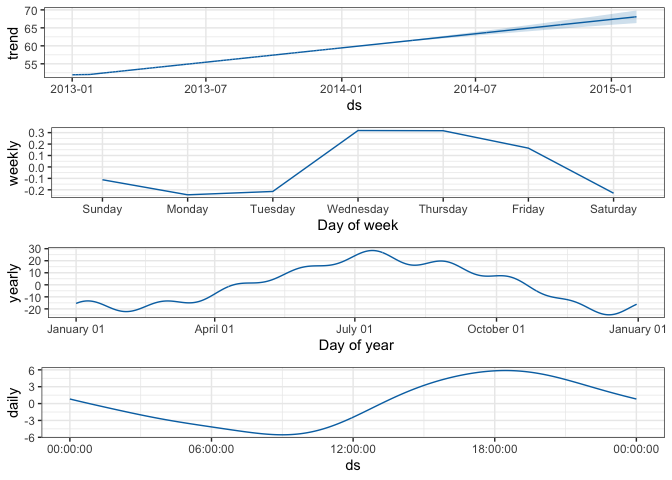 trend
70
65
60
55
2013-01 2013-07 2014-01 2014-07 2015-01
ds
weekly
0.3
0.2
0.1
0.0
-0.1
-0.2
Sunday Monday Tuesday Wednesday Thursday Friday Saturday
Day of week
yearly
30
20
10
0
-10
-20
January 01 April 01 July 01 October 01 January 01
Day of year
daily
6
3
0
-3
-6
00:00:00 06:00:00 12:00:00 18:00:00 00:00:00
ds